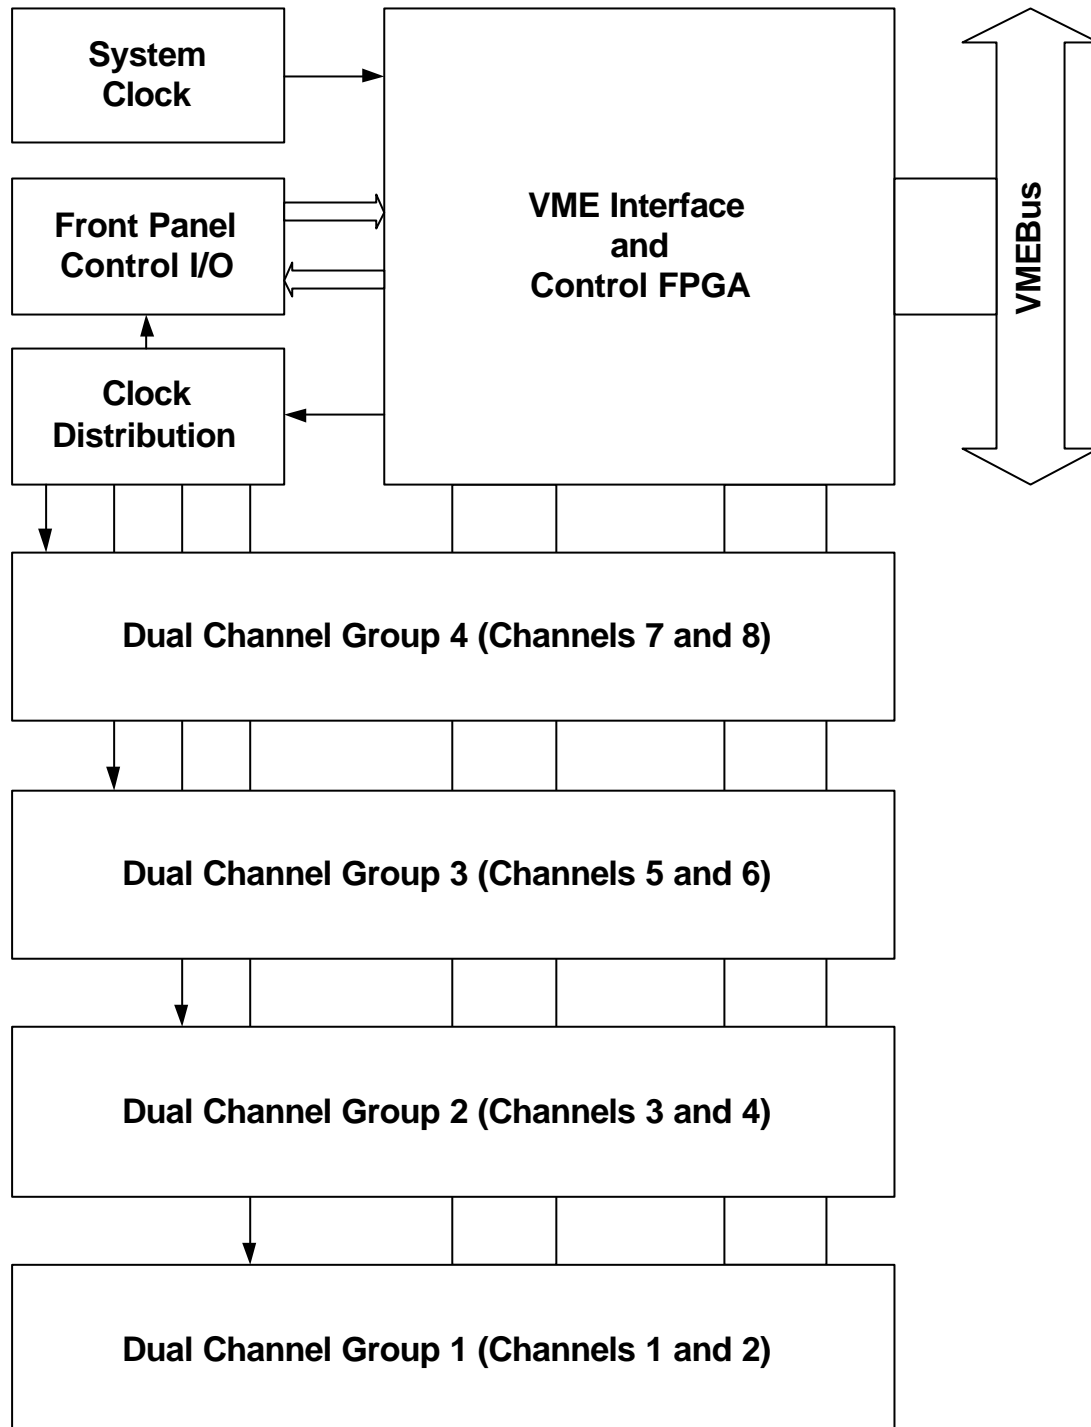 System
Clock
VME Interface
and
Control FPGA
VMEBus
Front Panel
Control I/O
Clock
Distribution
Dual Channel Group 4 (Channels 7 and 8)
Dual Channel Group 3 (Channels 5 and 6)
Dual Channel Group 2 (Channels 3 and 4)
Dual Channel Group 1 (Channels 1 and 2)